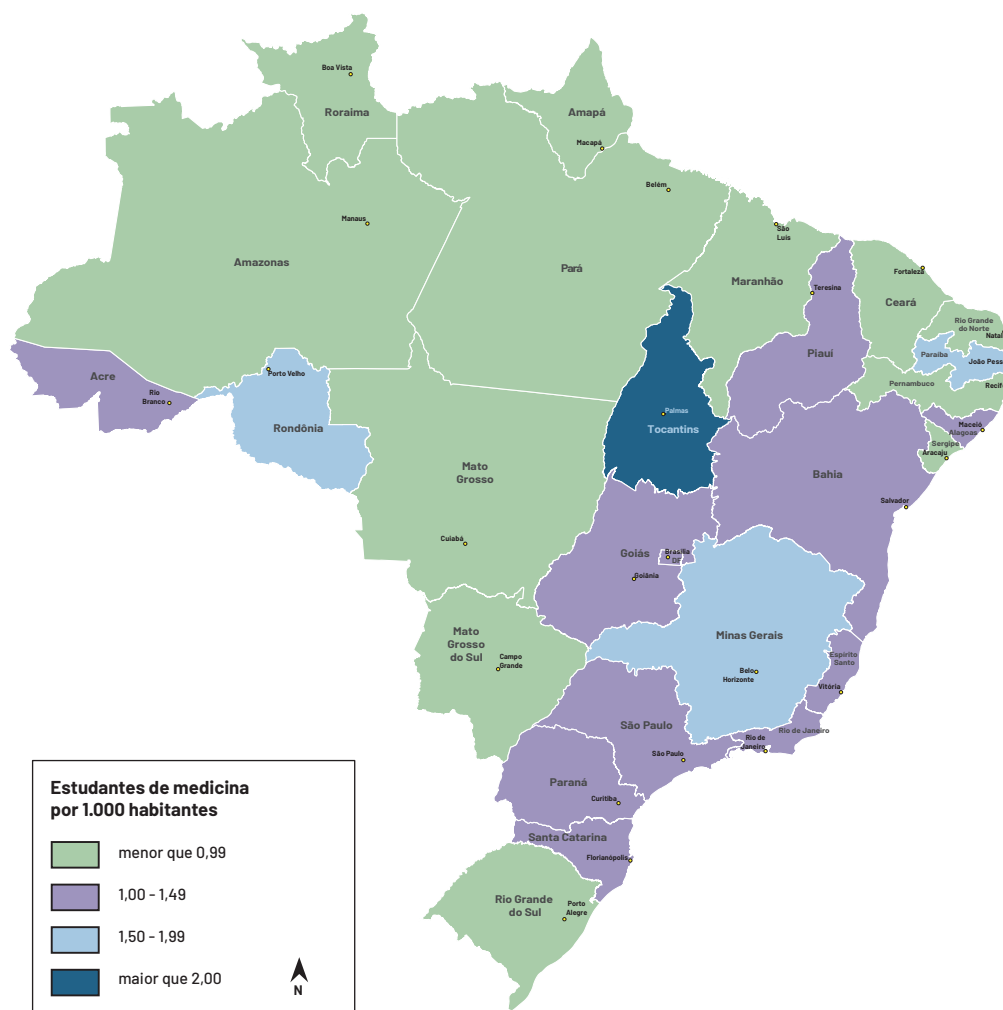 Boa Vista
Roraima
Amapá
Macapá
Belém
Manaus
São
Luís
Amazonas
Pará
Fortaleza
Maranhão
Teresina
Ceará
Rio Grande
do Norte
Natal
Piauí
Paraíba
João Pess
Acre
Porto Velho
Pernambuco
Recif
Rio
Branco
Palmas
Tocantins
Rondônia
Maceió
Alagoas
Sergipe
Aracaju
Mato
Grosso
Bahia
Salvador
Cuiabá
Goiás
Brasília
DF
Goiânia
Mato
Grosso
do Sul
Campo
Grande
Minas Gerais
Espírito
Santo
Belo
Horizonte
Vitória
São Paulo
Rio de Janeiro
Rio de
Janeiro
São Paulo
Paraná
Curitiba
Santa Catarina
Florianópolis
Rio Grande
do Sul
Porto
Alegre
Estudantes de medicina
por 1.000 habitantes
menor que 0,99
1,00 - 1,49
1,50 - 1,99
maior que 2,00
N